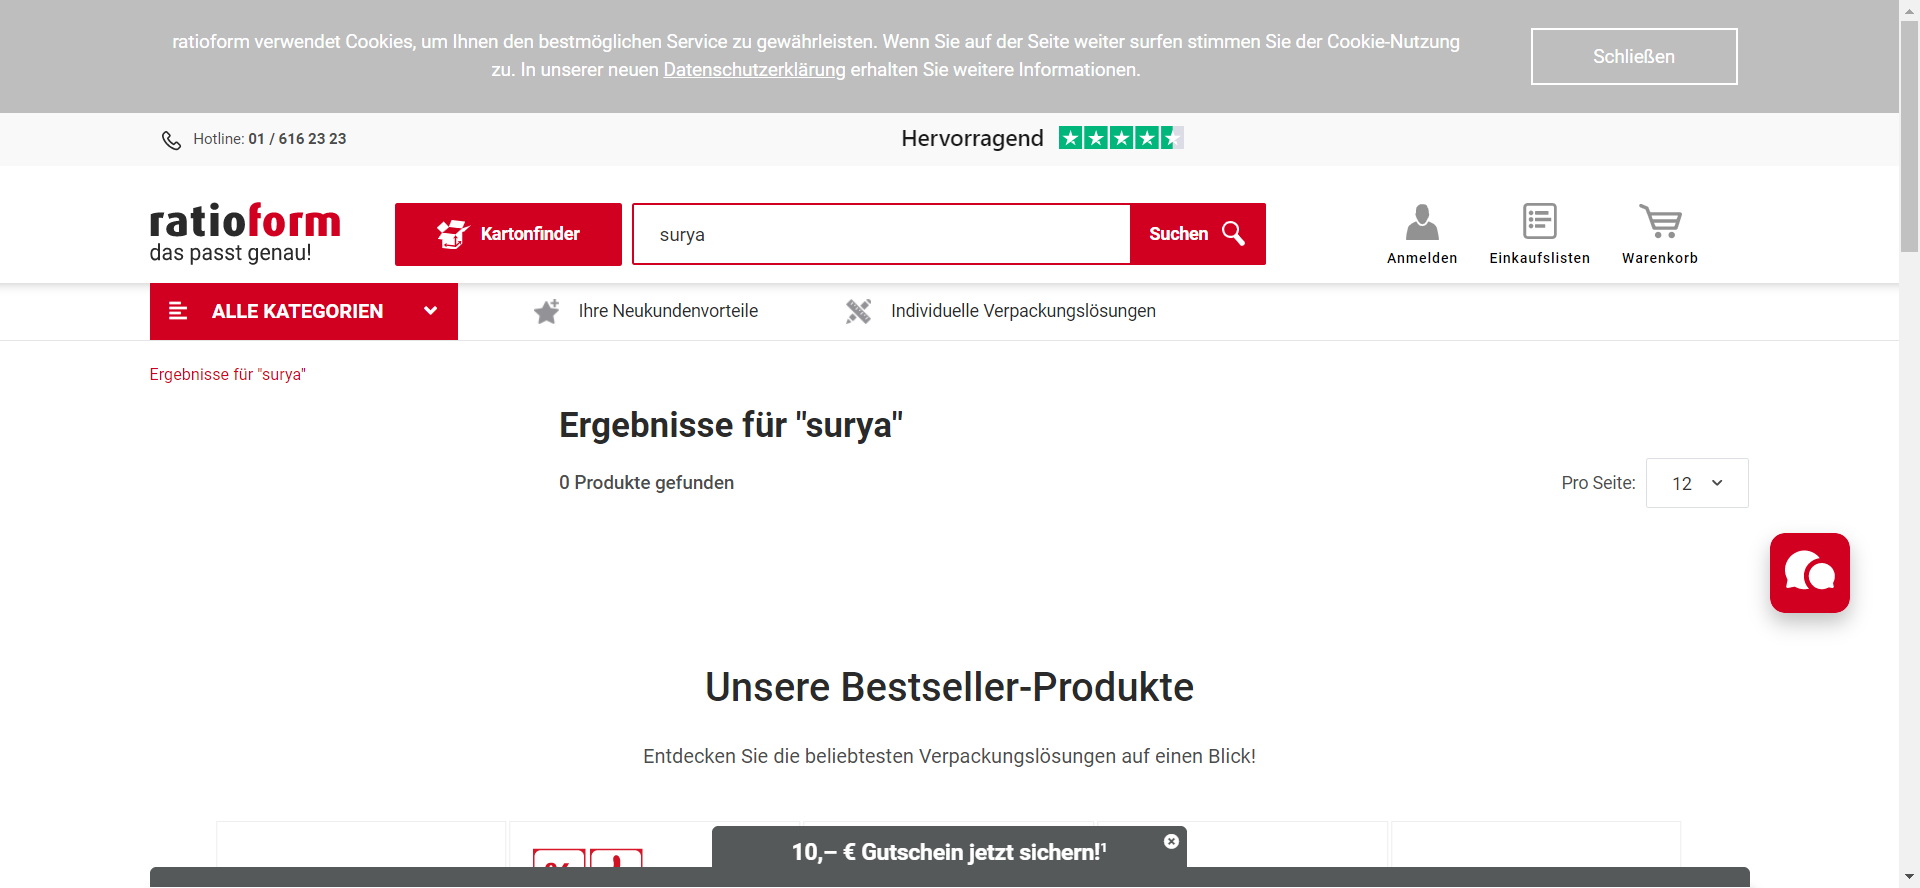 ratioform verwendet Cookies, um Ihnen den bestmöglichen Service zu gewährleisten. Wenn Sie auf der Seite weiter surfen stimmen Sie der Cookie-Nutzung
zu. In unserer neuen Datenschutzerklärung erhalten Sie weitere Informationen.
Schließen
Hotline: 01 / 616 23 23
Hervorragend
ratioform
das passt genau!
Kartonfinder
surya
Suchen
Anmelden
Einkaufslisten
Warenkorb
ALLE KATEGORIEN
Ihre Neukundenvorteile
Individuelle Verpackungslösungen
Ergebnisse für "surya"
Ergebnisse für "surya"
0 Produkte gefunden
Pro Seite:
12
Unsere Bestseller-Produkte
Entdecken Sie die beliebtesten Verpackungslösungen auf einen Blick!
10,– € Gutschein jetzt sichern!¹